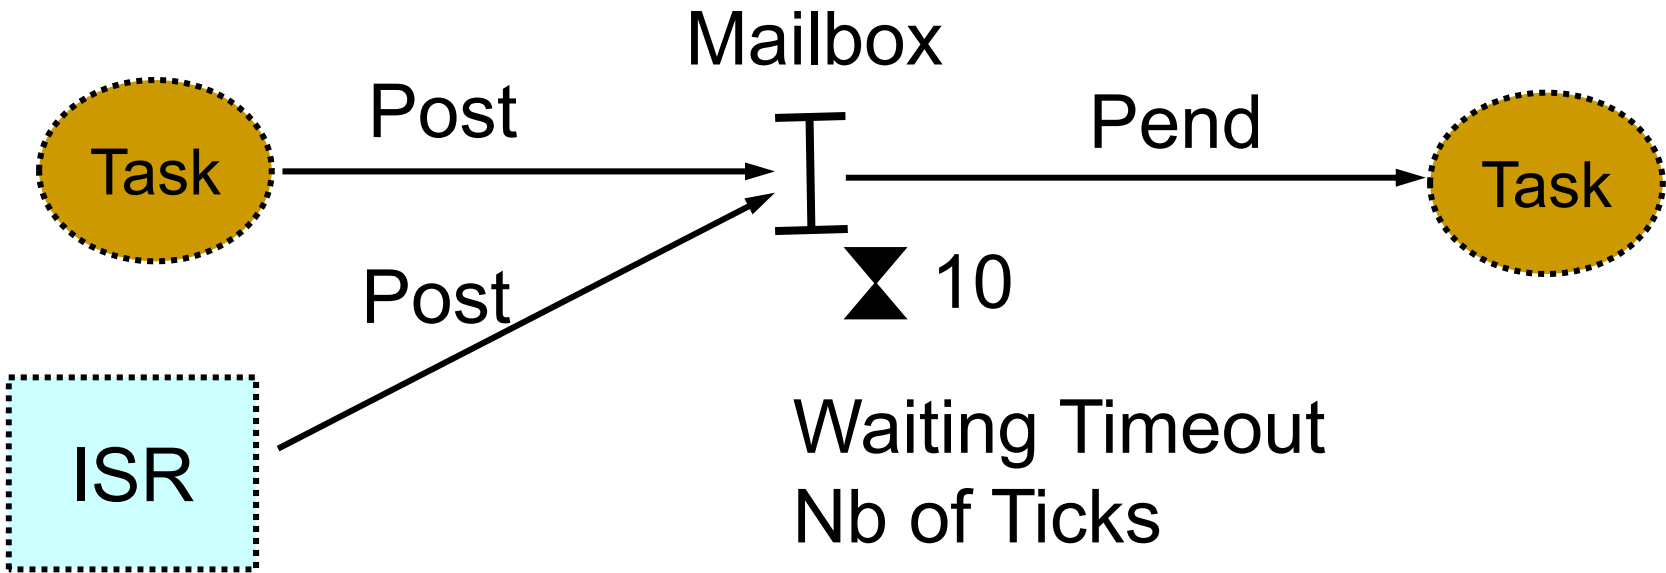 Mailbox
Post
Pend
Task
Task
Post
10
ISR
Waiting Timeout
Nb of Ticks